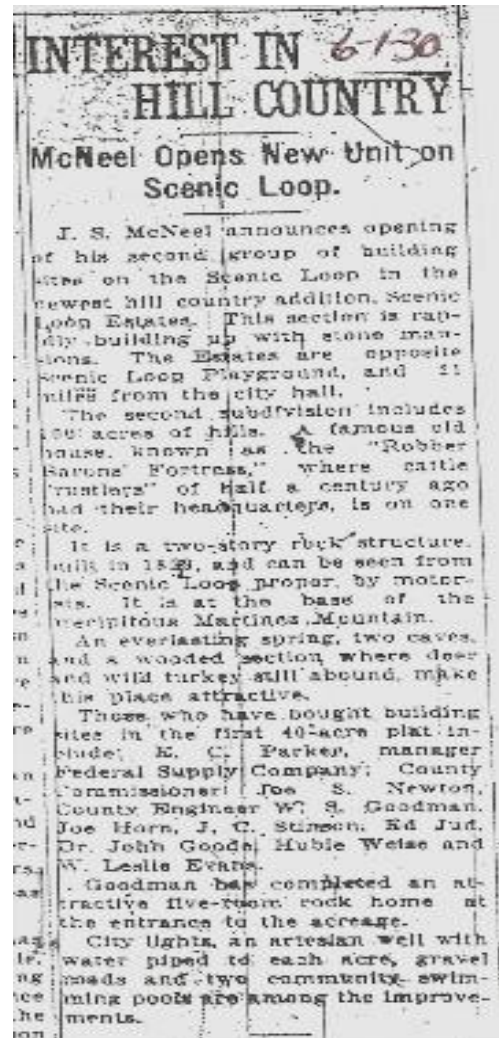 INTEREST IN 6-1-30
HILL COUNTRY
McNeel Opens New Unit on
Scenic Loop.
J. S. McNeel announces opening
of his second group of building
sites on the Scenic Loop in the
newest hill country addition, Scenic
Loop Estates. This section is rap-
idly building up with stone man-
sions. The Estates are opposite
Scenic Loop Playground, and 21
miles from the city hall.
The second subdivision includes
acres of hills. A famous old
house, known as the "Robber
Barons' Fortress," where cattle
"rustlers" of half a century ago
had their headquarters, is on one
site.
It is a two-story rock structure,
built in and can be seen from
the Scenic Loop proper, by motor-
ists. It is at the base of the
precipitous Martinez Mountain.
An everlasting spring, two caves,
and a wooded section where deer
and wild turkey still abound, make
this place attractive.
Those who have bought building
sites in the first 40-acre plat in-
clude; E. C. Parker, manager
Federal Supply Company; County
Commissioner Joe S. Newton,
County Engineer W. S. Goodman,
Joe Horn, J. C. Stinson, Ed Jud,
Dr. John Goode, Hubie Weise and
W. Leslie Evans.
Goodman has completed an at-
tractive five-room rock home at
the entrance to the acreage.
City lights, an artesian well with
water piped to each acre, gravel
roads and two community swim-
ming pools are among the improve-
ments.